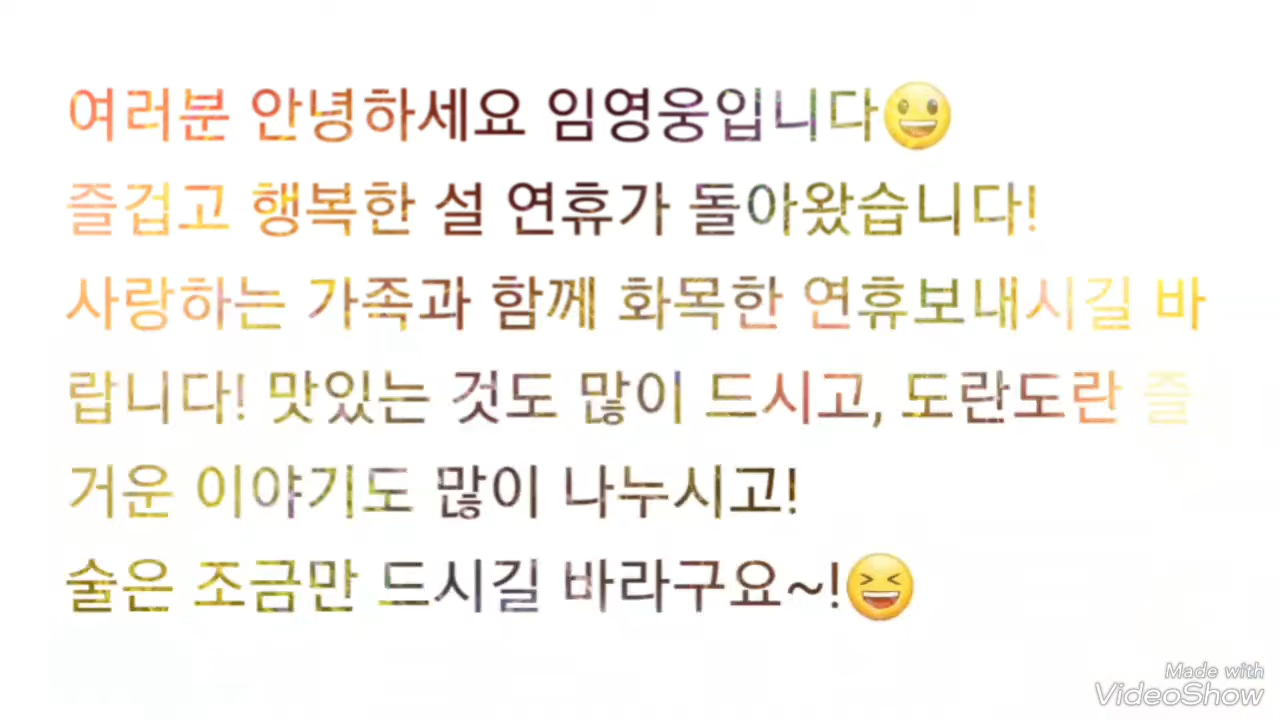 여러분 안녕하세요 임영웅입니다😀
즐겁고 행복한 설 연휴가 돌아왔습니다!
사랑하는 가족과 함께 화목한 연휴보내시길 바
랍니다! 맛있는 것도 많이 드시고, 도란도란 즐
거운 이야기도 많이 나누시고!
술은 조금만 드시길 바라구요~!😆
Made with
VideoShow